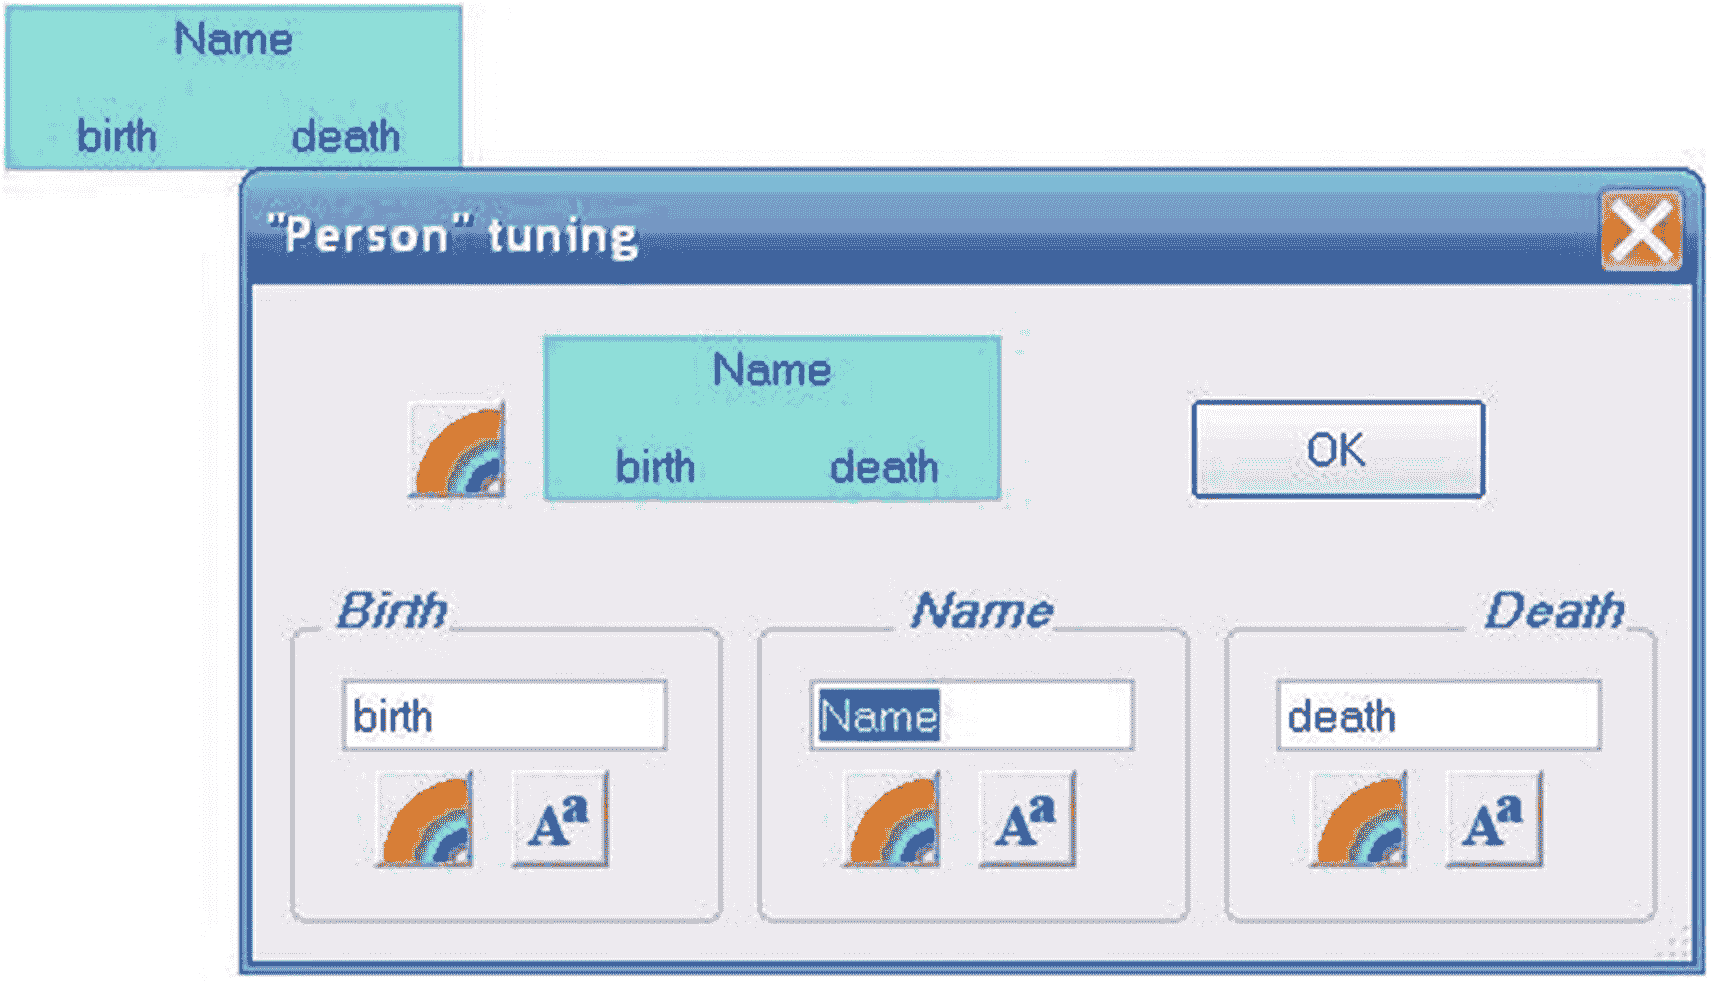 Name
birth death
"Person" tuning
Name
birth death
OK
Birth Name Death
birth Name death
Aa Aa Aa